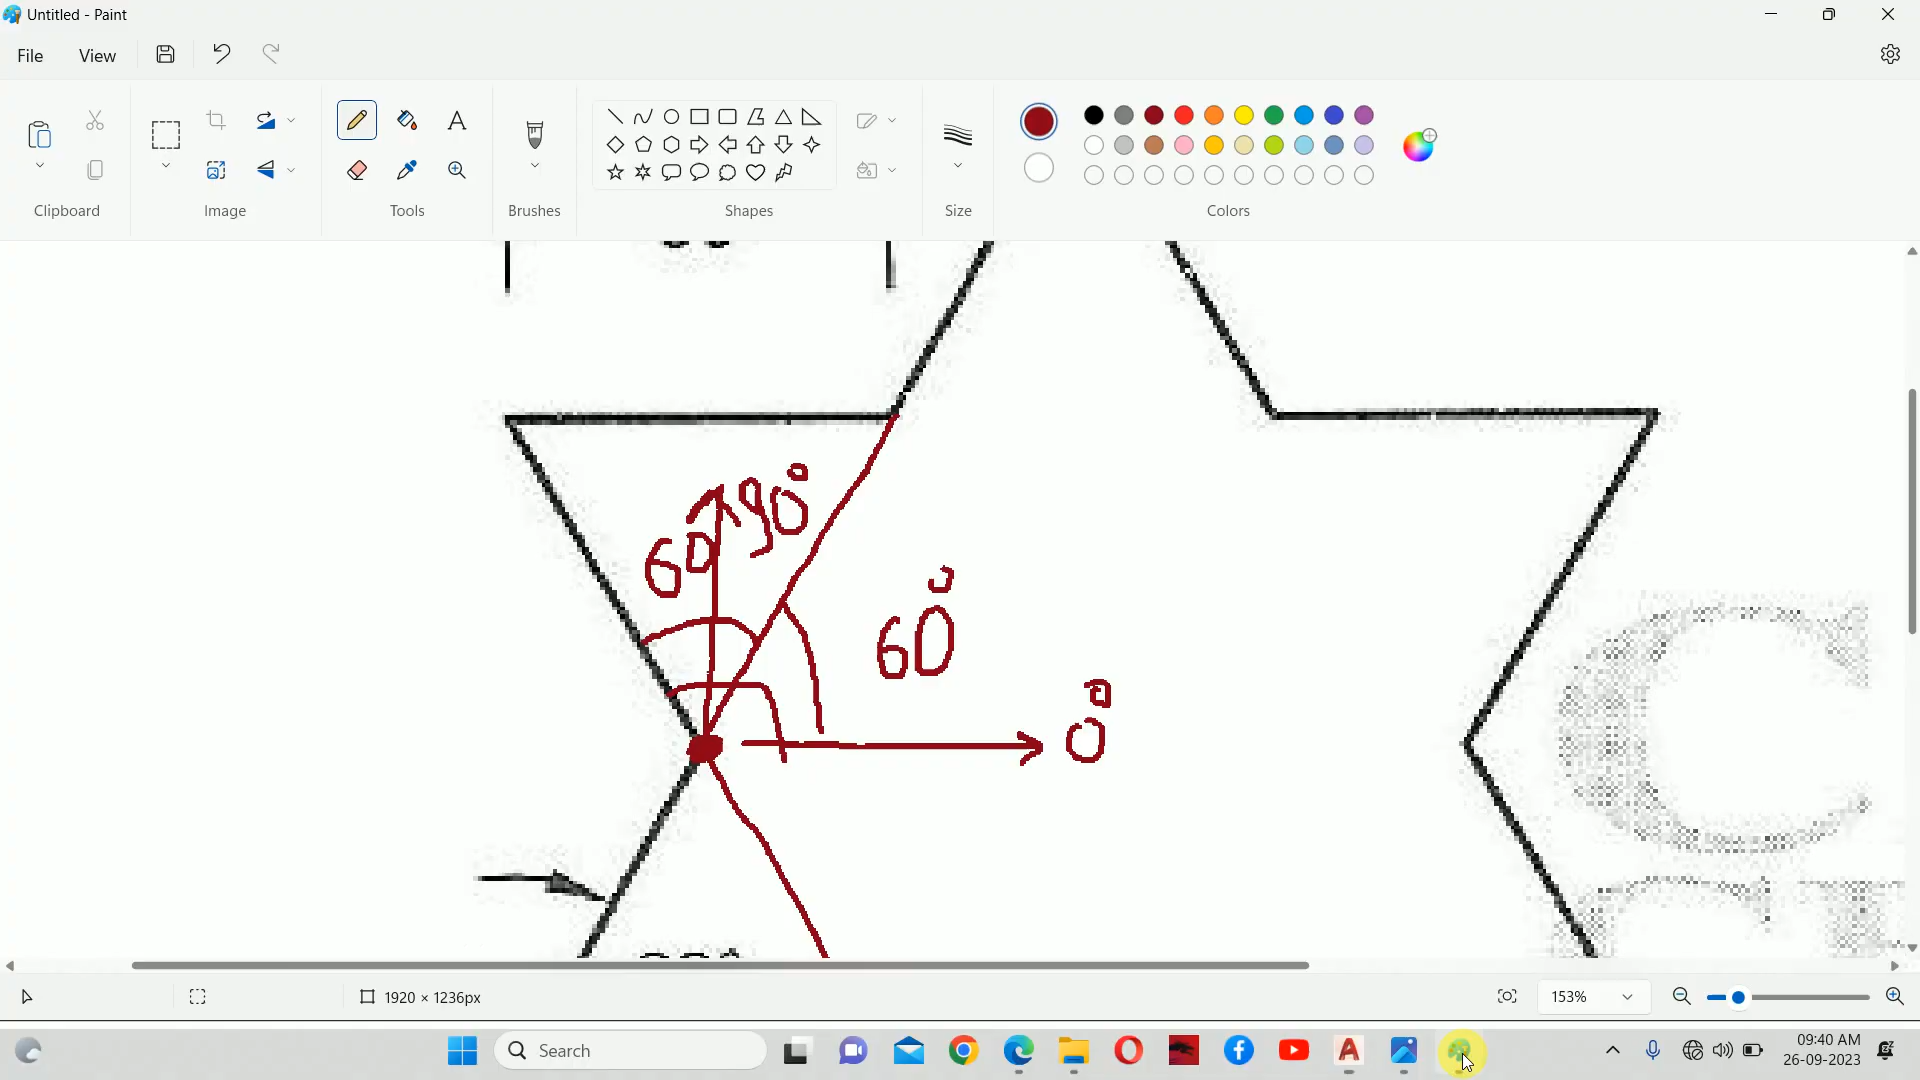 Untitled - Paint
File View
Clipboard Image Tools Brushes Shapes Size Colors
90°
60
60°
0°
C
1920 × 1236px
153%
Search
09:40 AM
26-09-2023